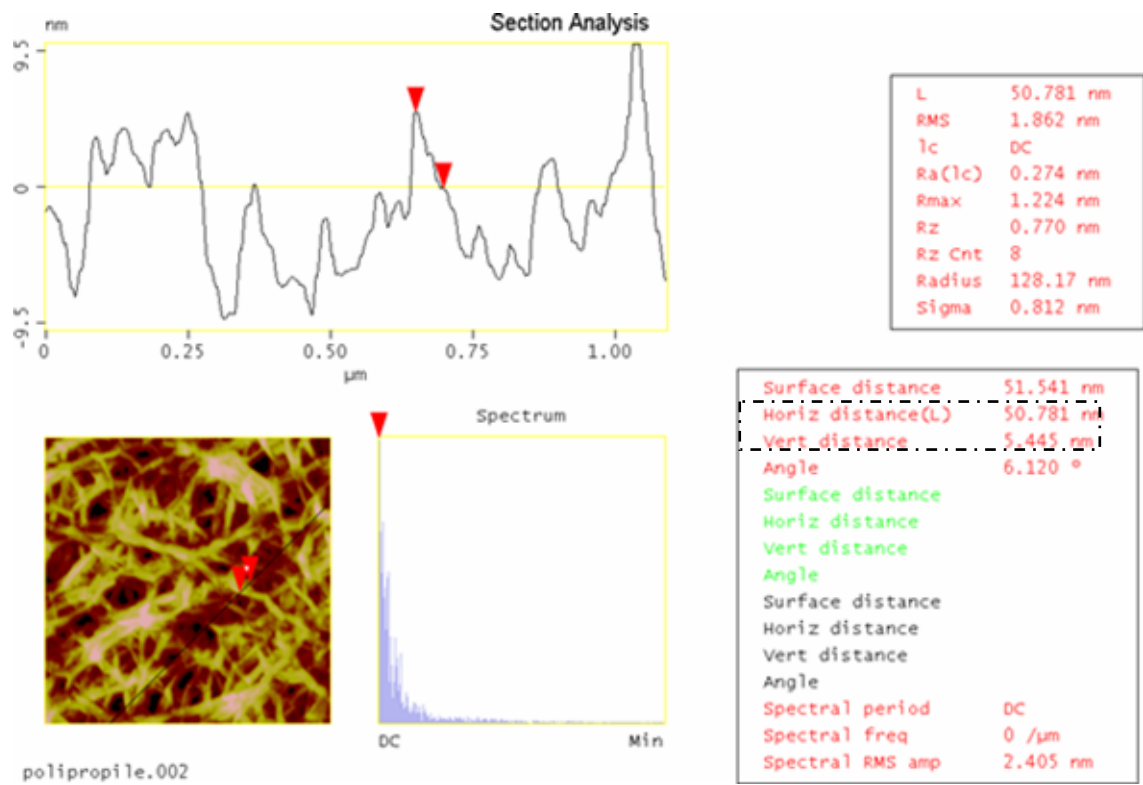 Section Analysis
nm
9.5
0
-9.5
0 0.25 0.50 0.75 1.00
µm
L 50.781 nm
RMS 1.862 nm
lc DC
Ra(lc) 0.274 nm
Rmax 1.224 nm
Rz 0.770 nm
Rz Cnt 8
Radius 128.17 nm
Sigma 0.812 nm
Spectrum
DC Min
Surface distance 51.541 nm
Horiz distance(L) 50.781 nm
Vert distance 5.445 nm
Angle 6.120 °
Surface distance
Horiz distance
Vert distance
Angle
Surface distance
Horiz distance
Vert distance
Angle
Spectral period DC
Spectral freq 0 /µm
Spectral RMS amp 2.405 nm
polipropile.002